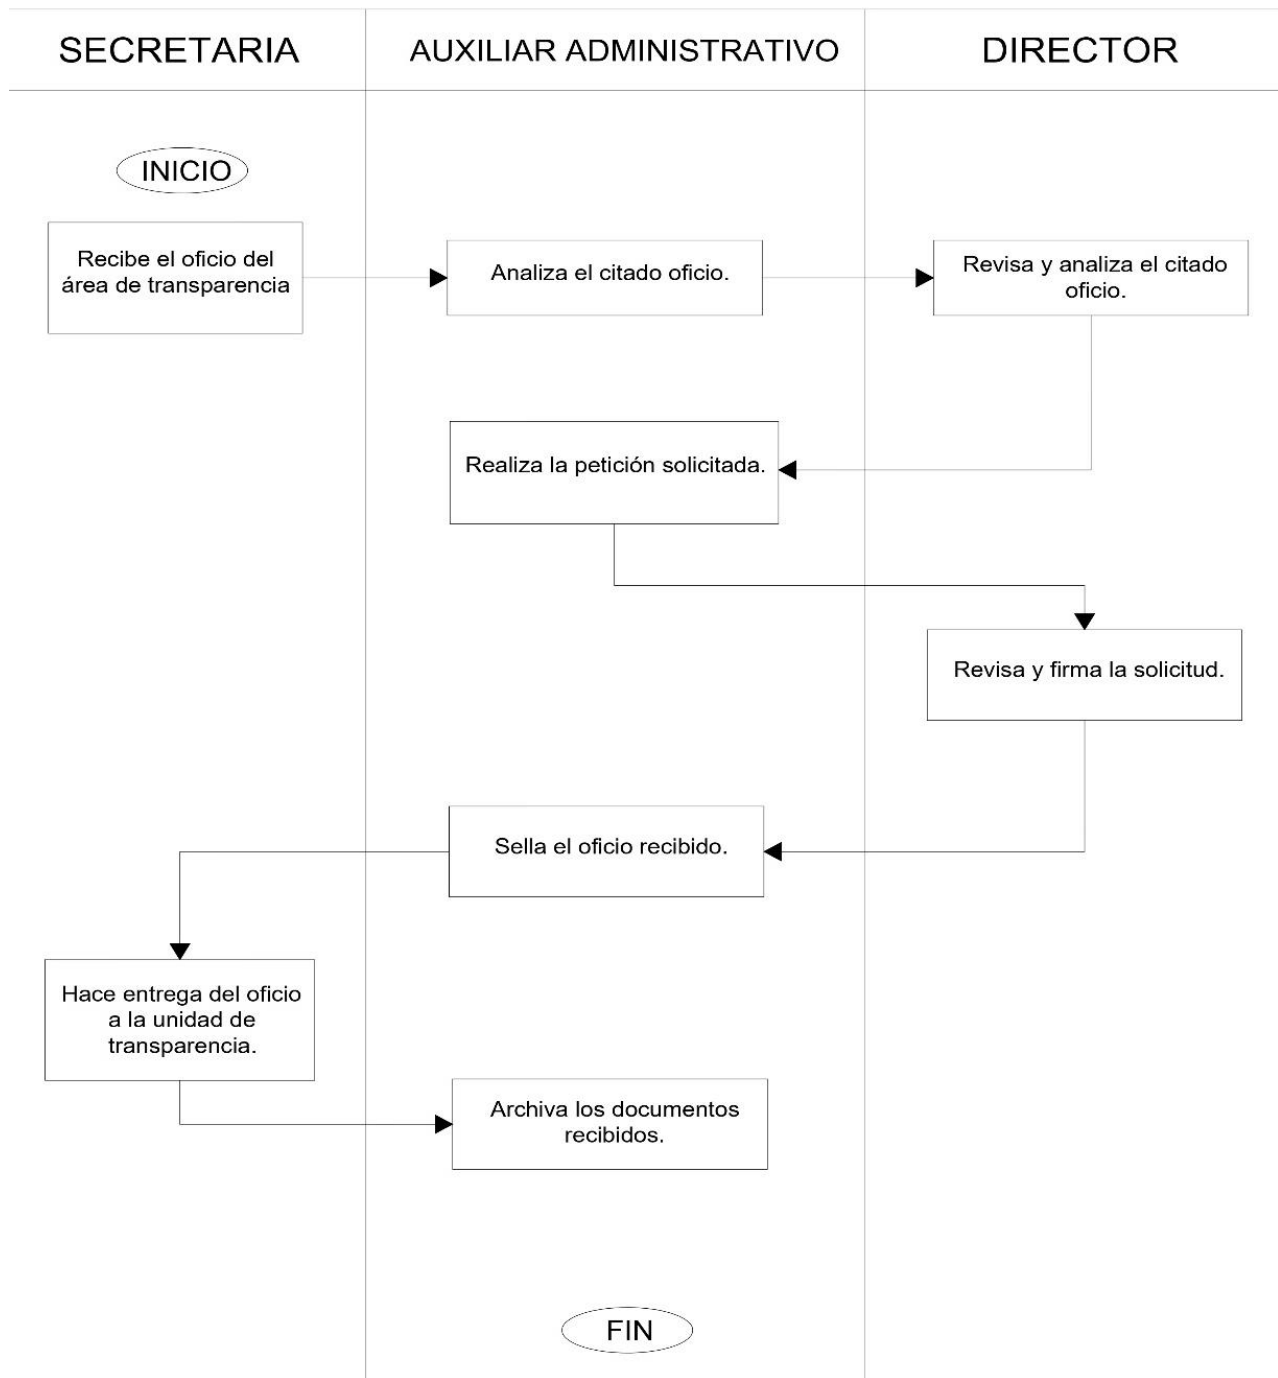 SECRETARIA
AUXILIAR ADMINISTRATIVO
DIRECTOR
INICIO
Recibe el oficio del
área de transparencia
Analiza el citado oficio.
Revisa y analiza el citado
oficio.
Realiza la petición solicitada.
Revisa y firma la solicitud.
Sella el oficio recibido.
Hace entrega del oficio
a la unidad de
transparencia.
Archiva los documentos
recibidos.
FIN